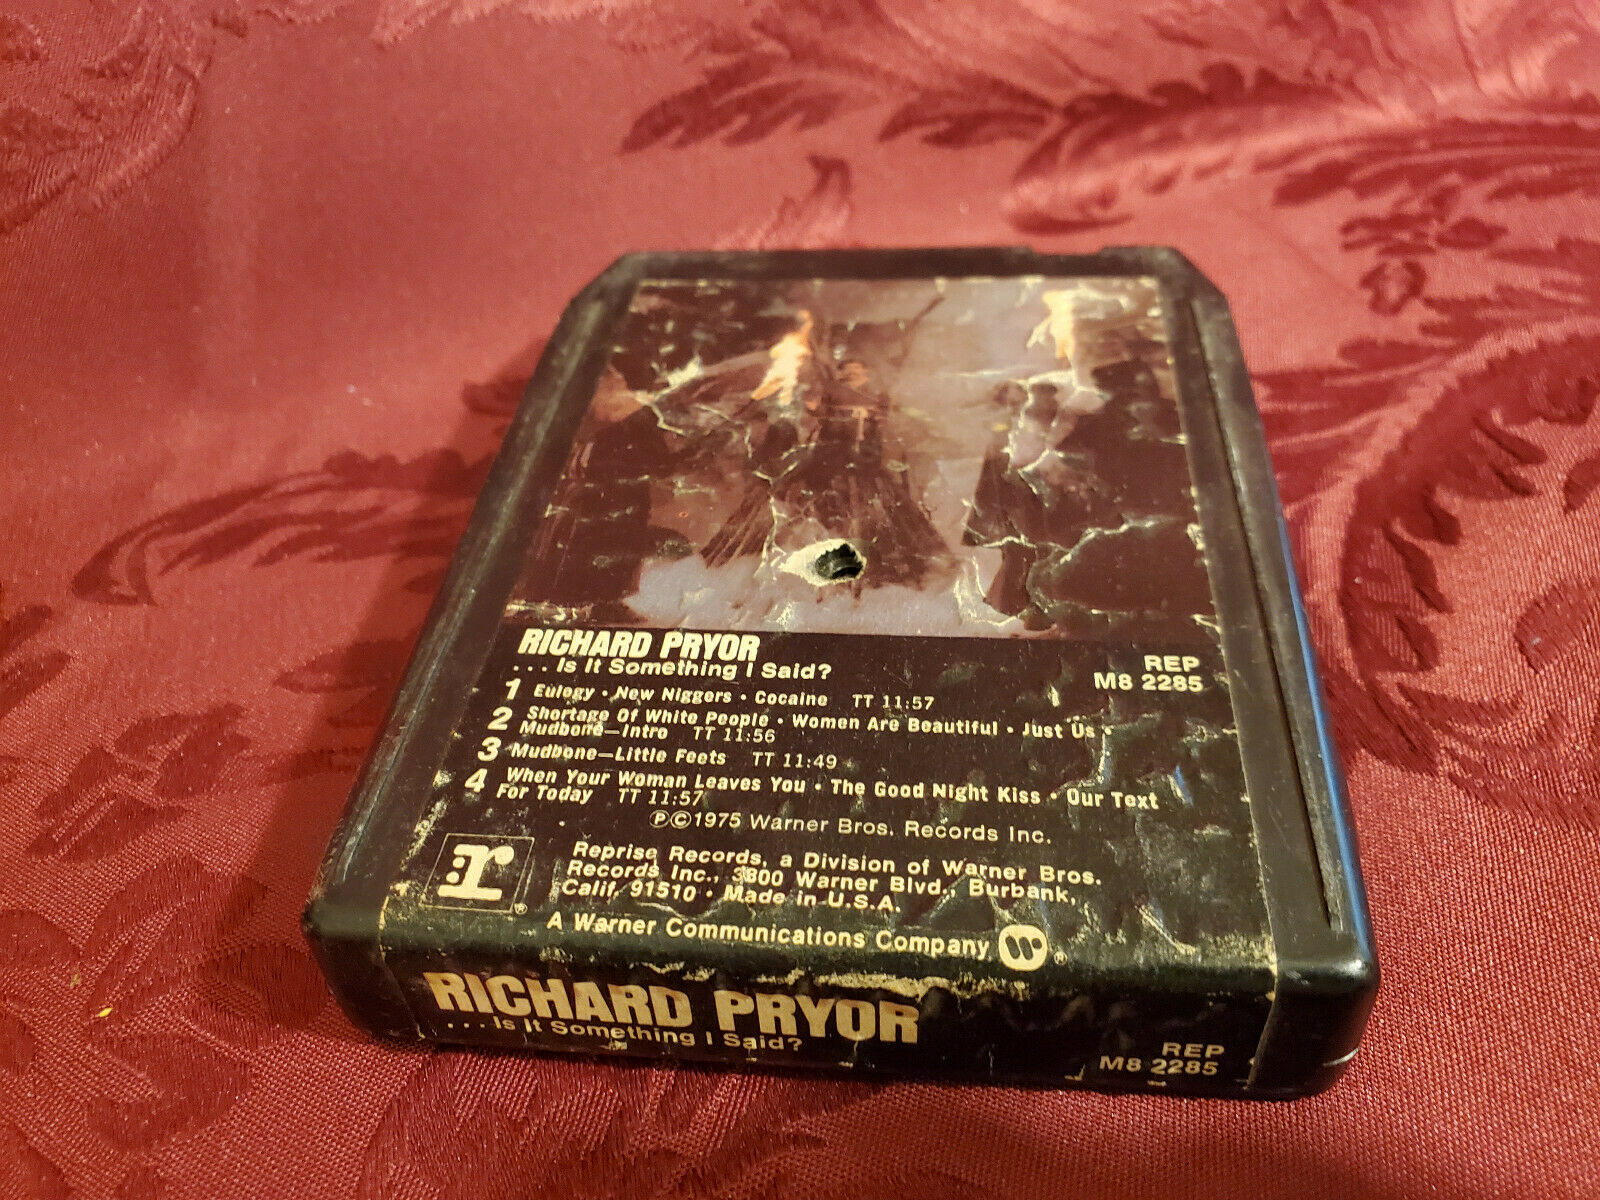 RICHARD PRYOR
... Is It Something I Said?
REP
M8 2285
1 Eulogy • New Niggers • Cocaine TT 11:57
2 Shortage Of White People • Women Are Beautiful • Just Us •
Mudbone—Intro TT 11:56
3 Mudbone—Little Feets TT 11:49
4 When Your Woman Leaves You • The Good Night Kiss • Our Text
For Today TT 11:57
℗©1975 Warner Bros. Records Inc.
r ®
Reprise Records, a Division of Warner Bros.
Records Inc., 3300 Warner Blvd., Burbank,
Calif. 91510 • Made in U.S.A.
A Warner Communications Company W ®
RICHARD PRYOR
... Is It Something I Said?
REP
M8 2285